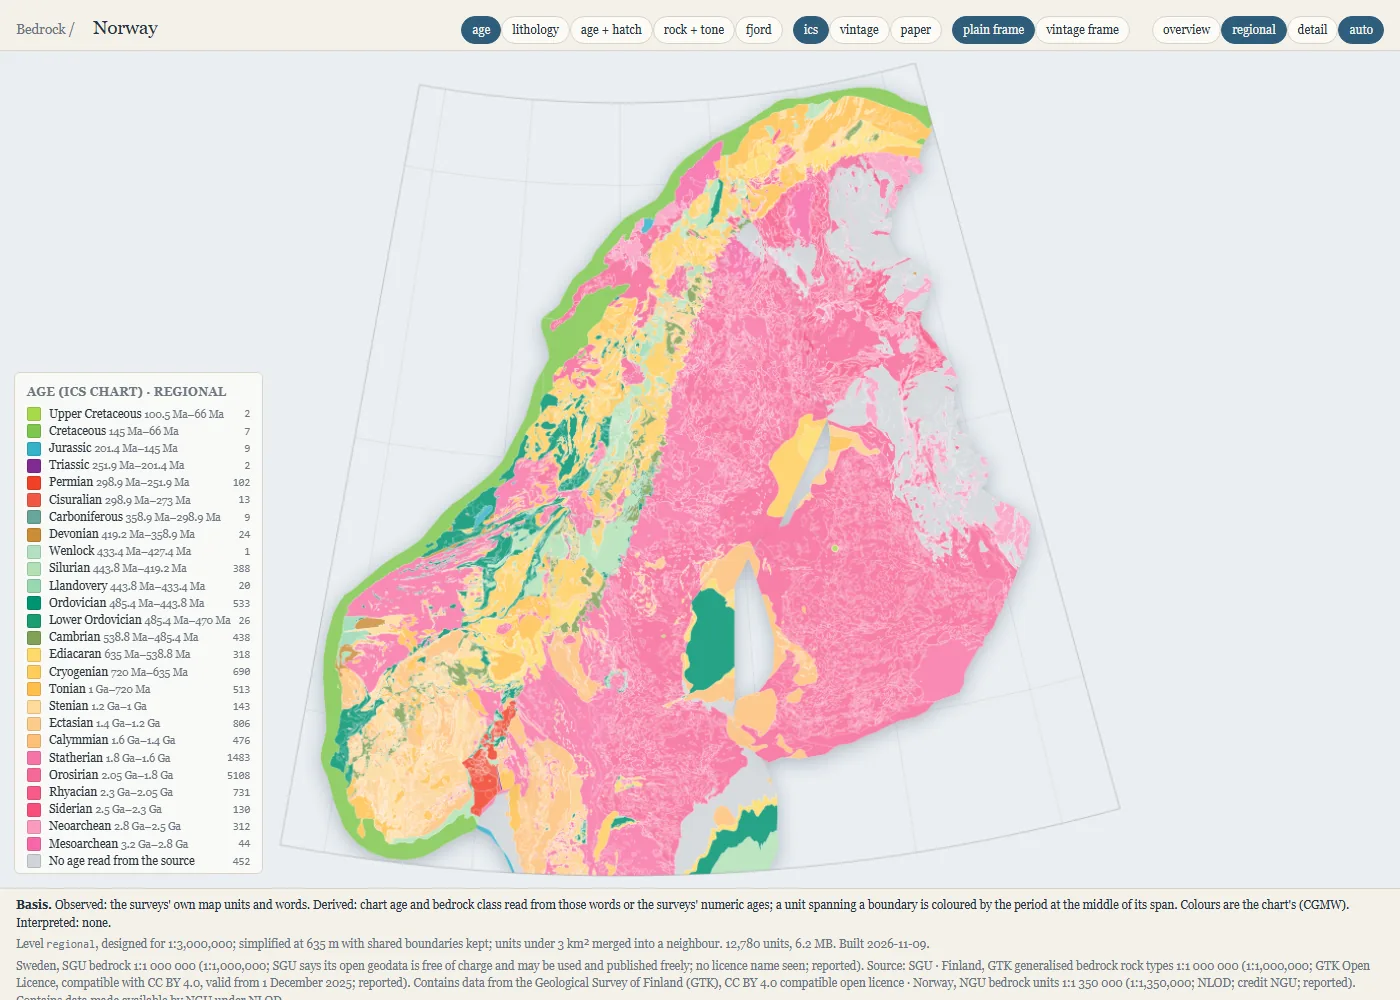 Bedrock / Norway
age lithology age + hatch rock + tone fjord ics vintage paper plain frame vintage frame overview regional detail auto
AGE (ICS CHART) · REGIONAL
Upper Cretaceous 100.5 Ma–66 Ma 2
Cretaceous 145 Ma–66 Ma 7
Jurassic 201.4 Ma–145 Ma 9
Triassic 251.9 Ma–201.4 Ma 2
Permian 298.9 Ma–251.9 Ma 102
Cisuralian 298.9 Ma–273 Ma 13
Carboniferous 358.9 Ma–298.9 Ma 9
Devonian 419.2 Ma–358.9 Ma 24
Wenlock 433.4 Ma–427.4 Ma 1
Silurian 443.8 Ma–419.2 Ma 388
Llandovery 443.8 Ma–433.4 Ma 20
Ordovician 485.4 Ma–443.8 Ma 533
Lower Ordovician 485.4 Ma–470 Ma 26
Cambrian 538.8 Ma–485.4 Ma 438
Ediacaran 635 Ma–538.8 Ma 318
Cryogenian 720 Ma–635 Ma 690
Tonian 1 Ga–720 Ma 513
Stenian 1.2 Ga–1 Ga 143
Ectasian 1.4 Ga–1.2 Ga 806
Calymmian 1.6 Ga–1.4 Ga 476
Statherian 1.8 Ga–1.6 Ga 1483
Orosirian 2.05 Ga–1.8 Ga 5108
Rhyacian 2.3 Ga–2.05 Ga 731
Siderian 2.5 Ga–2.3 Ga 130
Neoarchean 2.8 Ga–2.5 Ga 312
Mesoarchean 3.2 Ga–2.8 Ga 44
No age read from the source 452
Basis. Observed: the surveys' own map units and words. Derived: chart age and bedrock class read from those words or the surveys' numeric ages; a unit spanning a boundary is coloured by the period at the middle of its span. Colours are the chart's (CGMW).
Interpreted: none.
Level regional, designed for 1:3,000,000; simplified at 635 m with shared boundaries kept; units under 3 km² merged into a neighbour. 12,780 units, 6.2 MB. Built 2026-11-09.
Sweden, SGU bedrock 1:1 000 000 (1:1,000,000; SGU says its open geodata is free of charge and may be used and published freely; no licence name seen; reported). Source: SGU · Finland, GTK generalised bedrock rock types 1:1 000 000 (1:1,000,000; GTK Open
Licence, compatible with CC BY 4.0, valid from 1 December 2025; reported). Contains data from the Geological Survey of Finland (GTK), CC BY 4.0 compatible open licence · Norway, NGU bedrock units 1:1 350 000 (1:1,350,000; NLOD; credit NGU; reported).
Contains data made available by NGU under NLOD